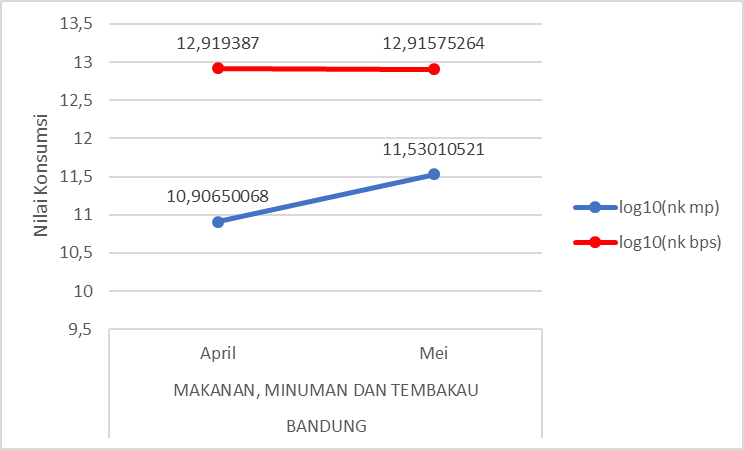 13,5
13
12,5
12
11,5
11
10,5
10
9,5
Nilai Konsumsi
12,919387
12,91575264
10,90650068
11,53010521
April
Mei
MAKANAN, MINUMAN DAN TEMBAKAU
BANDUNG
log10(nk mp)
log10(nk bps)